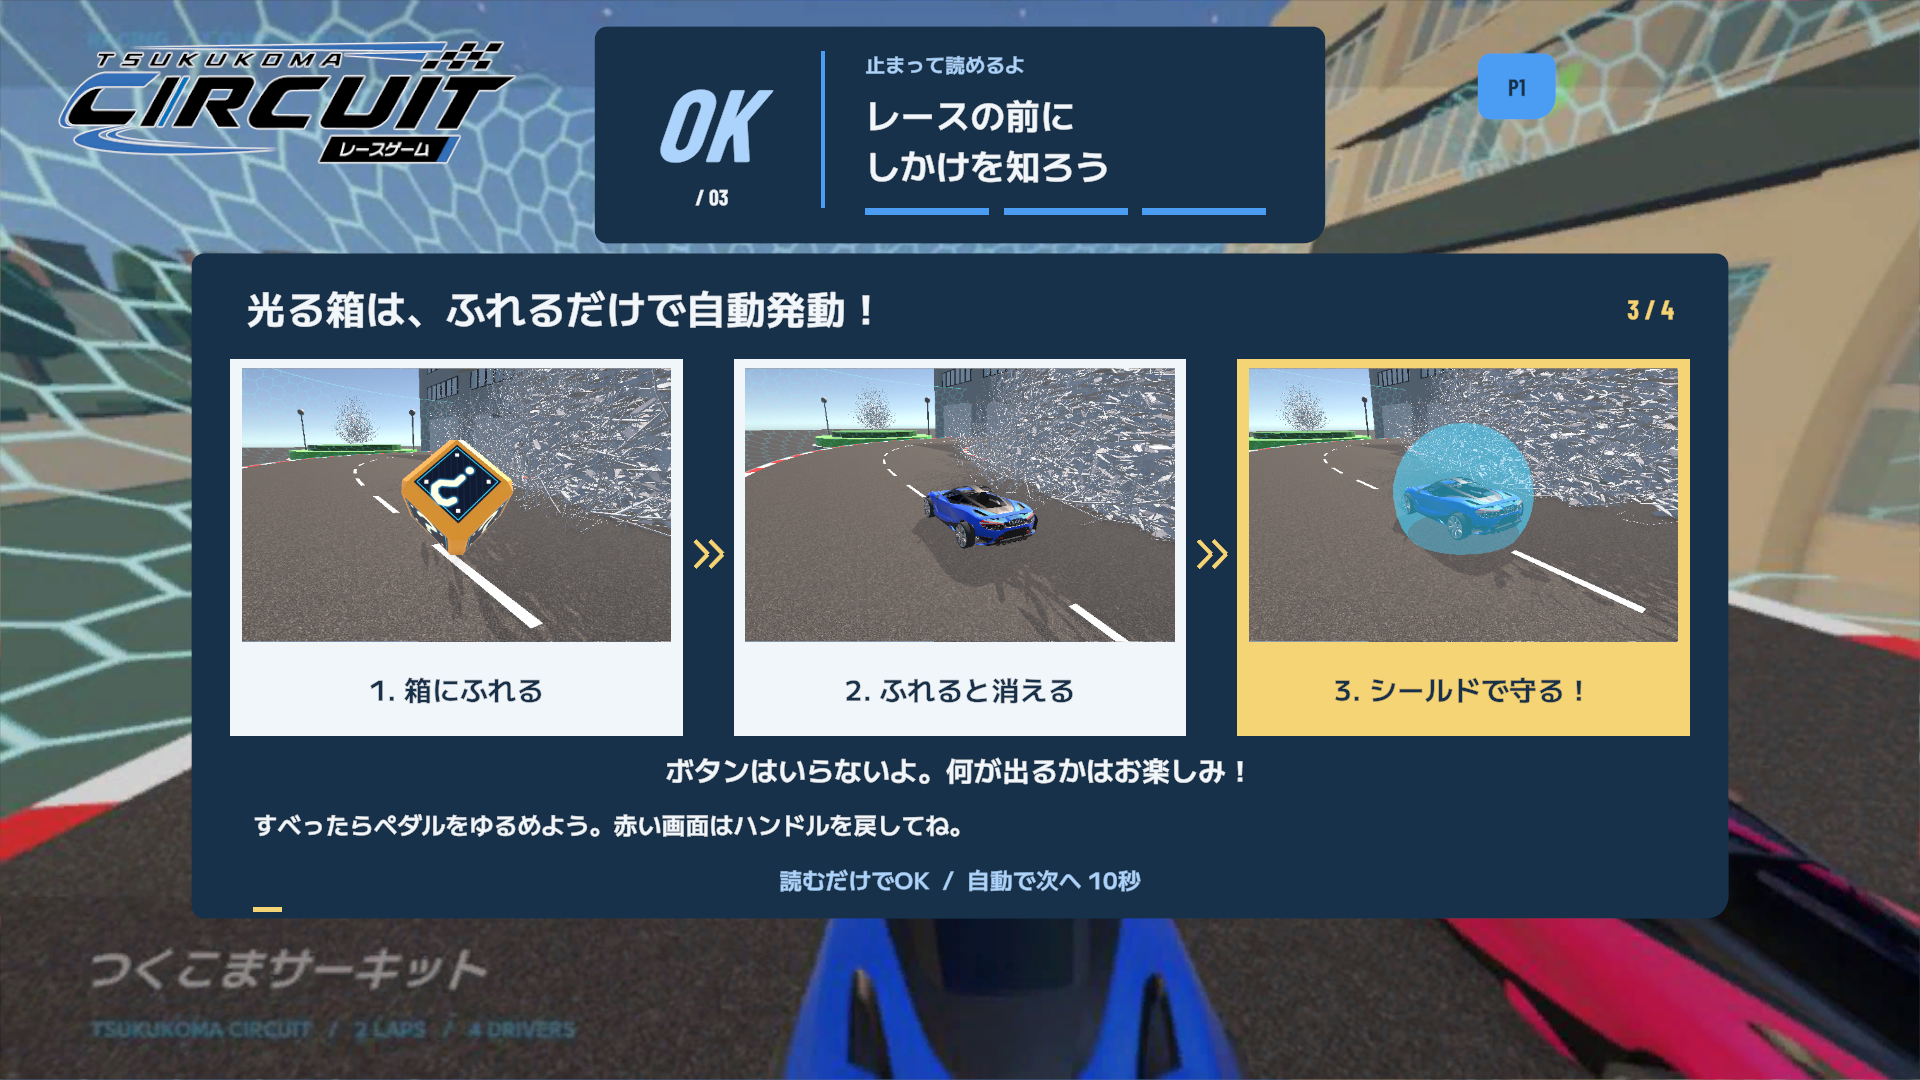 TSUKUKOMA
CIRCUIT
レースゲーム
OK
/ 03
止まって読めるよ
レースの前に
しかけを知ろう
P1
光る箱は、ふれるだけで自動発動！
3 / 4
1. 箱にふれる
2. ふれると消える
3. シールドで守る！
ボタンはいらないよ。何が出るかはお楽しみ！
すべったらペダルをゆるめよう。赤い画面はハンドルを戻してね。
読むだけでOK / 自動で次へ 10秒
つくこまサーキット
TSUKUKOMA CIRCUIT / 2 LAPS / 4 DRIVERS